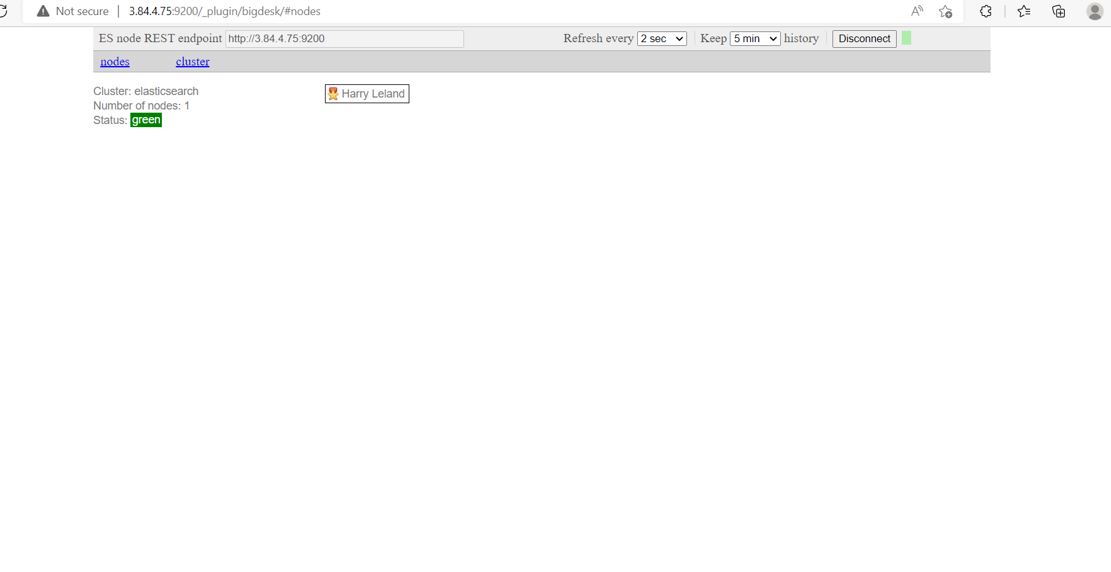 Not secure | 3.84.4.75:9200/_plugin/bigdesk/#nodes
ES node REST endpoint http://3.84.4.75:9200 Refresh every 2 sec Keep 5 min history Disconnect
nodes cluster
Cluster: elasticsearch
Harry Leland
Number of nodes: 1
Status: green